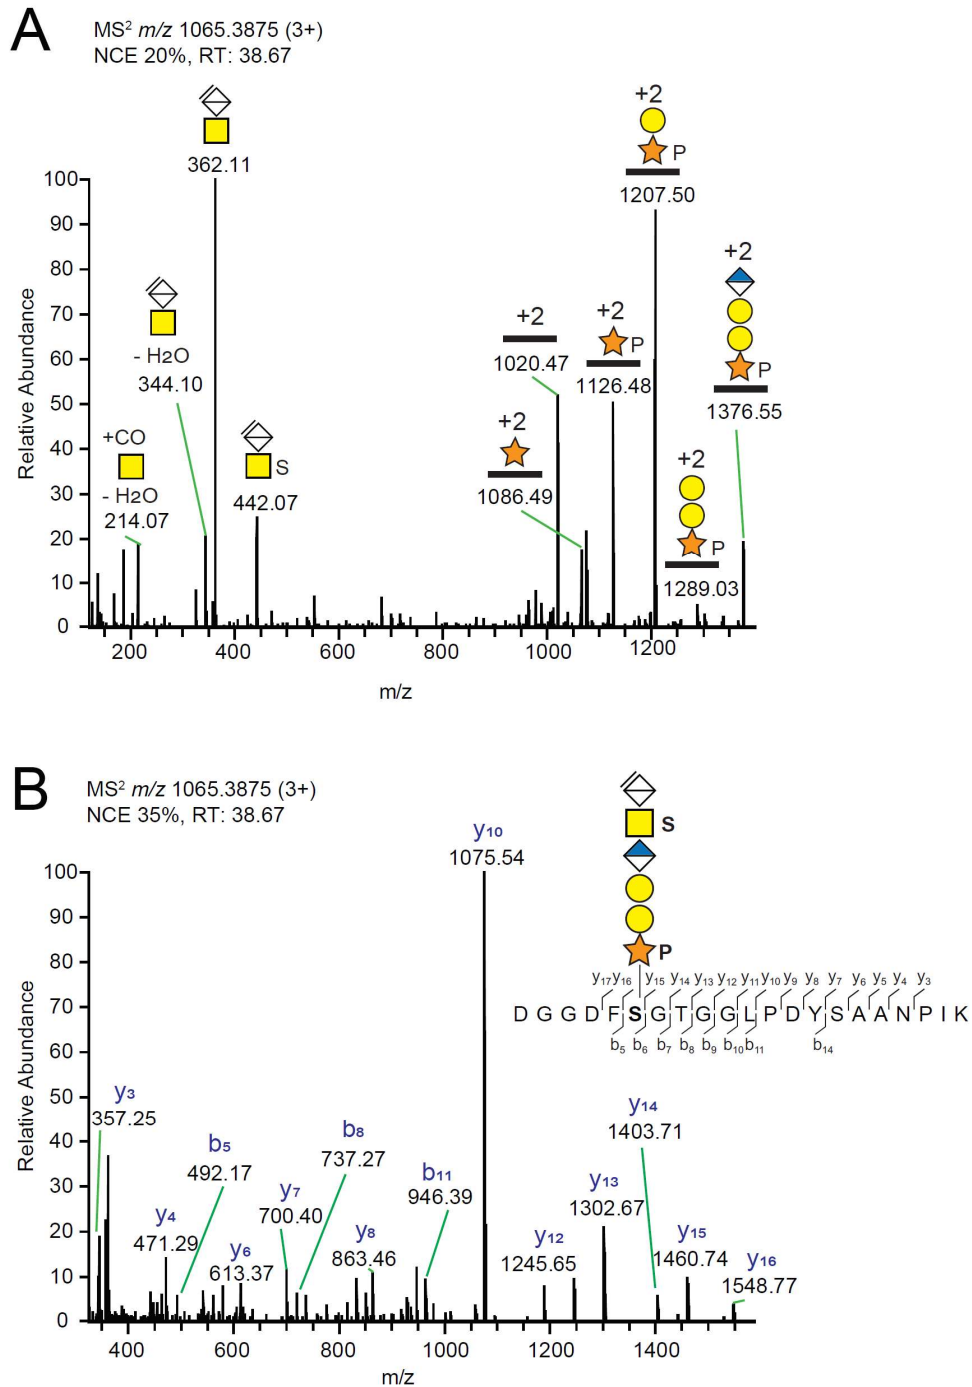 A
MS² m/z 1065.3875 (3+)
NCE 20%, RT: 38.67
+2
P
362.11
1207.50
100
90
80
70
60
50
40
30
20
10
0
Relative Abundance
+2
1376.55
P
- H2O
344.10
+2
1020.47
+2
P
1126.48
+CO
- H2O
214.07
S
442.07
+2
1086.49
+2
P
1289.03
200
400
600
800
1000
1200
m/z
B
MS² m/z 1065.3875 (3+)
NCE 35%, RT: 38.67
S
P
y₁₀
1075.54
100
90
80
70
60
50
40
30
20
10
0
Relative Abundance
y₁₇ y₁₆ y₁₅ y₁₄ y₁₃ y₁₂ y₁₁ y₁₀ y₉ y₈ y₇ y₆ y₅ y₄ y₃
D G G D F S G T G G L P D Y S A A N P I K
b₅ b₆ b₇ b₈ b₉ b₁₀ b₁₁ b₁₄
y₃
357.25
y₄
471.29
b₅
492.17
y₆
613.37
y₇
700.40
b₈
737.27
y₈
863.46
b₁₁
946.39
y₁₂
1245.65
y₁₃
1302.67
y₁₄
1403.71
y₁₅
1460.74
y₁₆
1548.77
400
600
800
1000
1200
1400
m/z